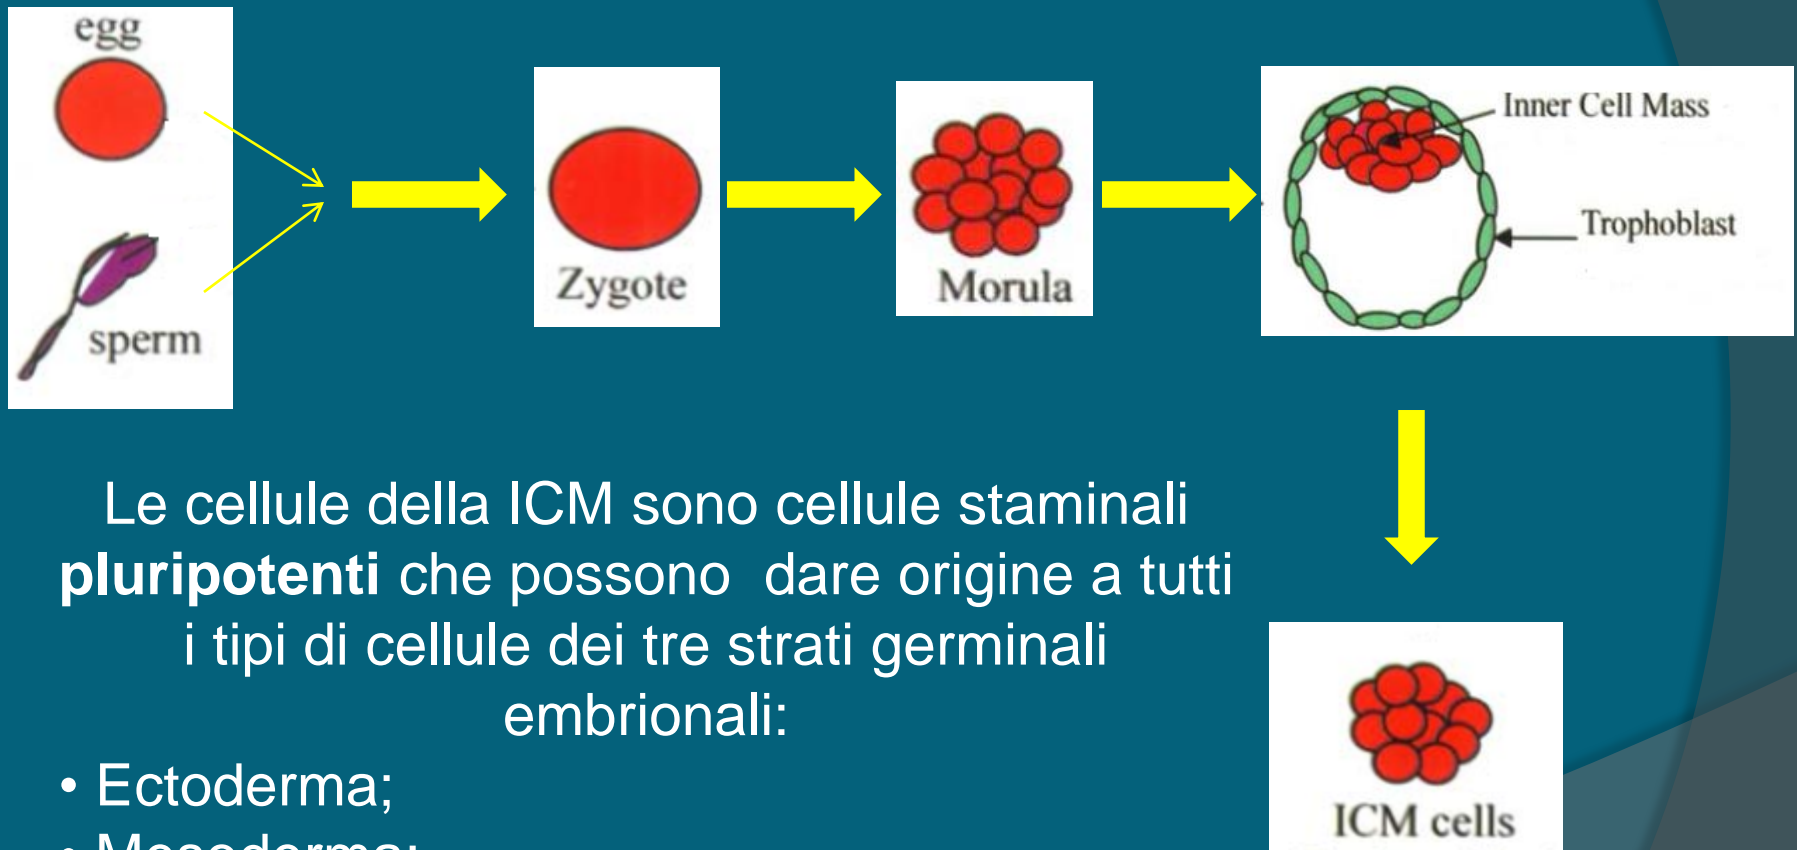 egg
sperm
Zygote
Morula
Inner Cell Mass
Trophoblast
Le cellule della ICM sono cellule staminali
pluripotenti che possono dare origine a tutti
i tipi di cellule dei tre strati germinali
embrionali:
• Ectoderma;
• Mesoderma;
ICM cells